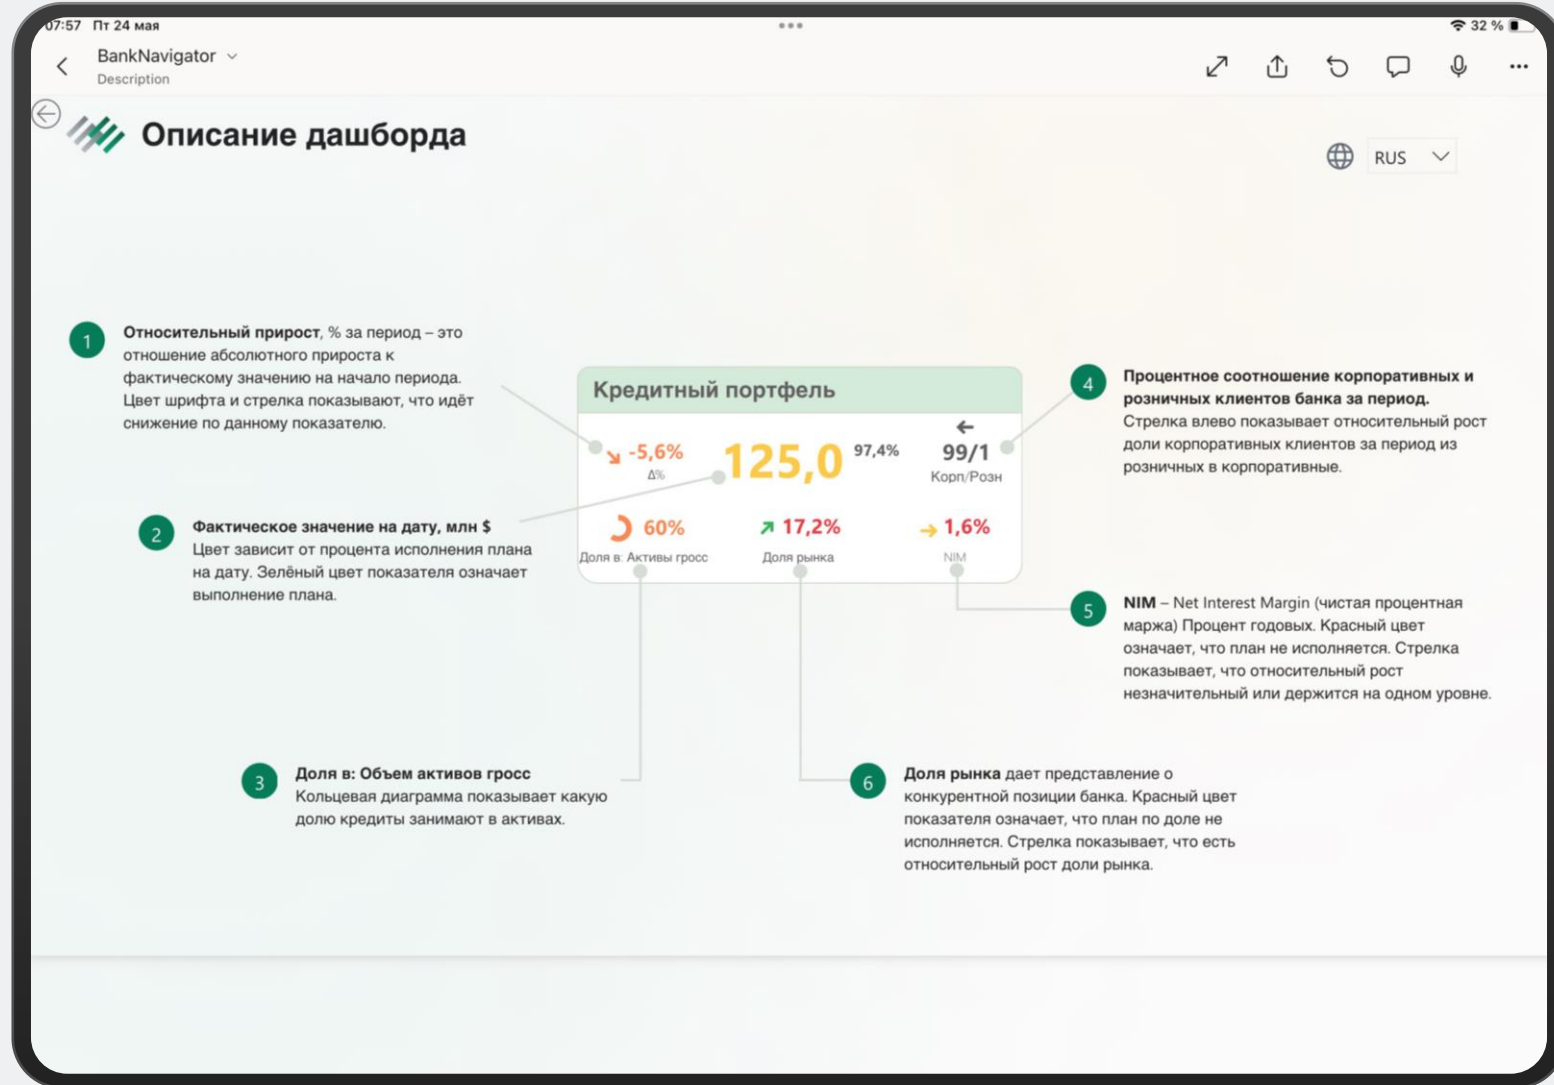 07:57 Пт 24 мая
32 %
BankNavigator
Description
Описание дашборда
RUS
1
Относительный прирост, % за период – это
отношение абсолютного прироста к
фактическому значению на начало периода.
Цвет шрифта и стрелка показывают, что идёт
снижение по данному показателю.
2
Фактическое значение на дату, млн $
Цвет зависит от процента исполнения плана
на дату. Зелёный цвет показателя означает
выполнение плана.
Кредитный портфель
-5,6%
Δ%
125,0
97,4%
99/1
Корп/Розн
60%
Доля в: Активы гросс
17,2%
Доля рынка
1,6%
NIM
4
Процентное соотношение корпоративных и
розничных клиентов банка за период.
Стрелка влево показывает относительный рост
доли корпоративных клиентов за период из
розничных в корпоративные.
5
NIM – Net Interest Margin (чистая процентная
маржа) Процент годовых. Красный цвет
означает, что план не исполняется. Стрелка
показывает, что относительный рост
незначительный или держится на одном уровне.
3
Доля в: Объем активов гросс
Кольцевая диаграмма показывает какую
долю кредиты занимают в активах.
6
Доля рынка дает представление о
конкурентной позиции банка. Красный цвет
показателя означает, что план по доле не
исполняется. Стрелка показывает, что есть
относительный рост доли рынка.